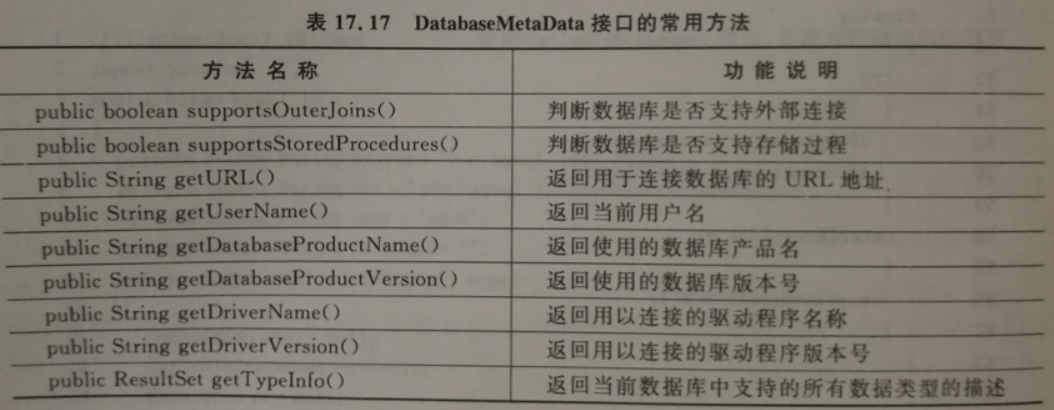 表 17.17 DatabaseMetaData 接口的常用方法
方法名称 功能说明
public boolean supportsOuterJoins() 判断数据库是否支持外部连接
public boolean supportsStoredProcedures() 判断数据库是否支持存储过程
public String getURL() 返回用于连接数据库的 URL 地址
public String getUserName() 返回当前用户名
public String getDatabaseProductName() 返回使用的数据库产品名
public String getDatabaseProductVersion() 返回使用的数据库版本号
public String getDriverName() 返回用以连接的驱动程序名称
public String getDriverVersion() 返回用以连接的驱动程序版本号
public ResultSet getTypeInfo() 返回当前数据库中支持的所有数据类型的描述